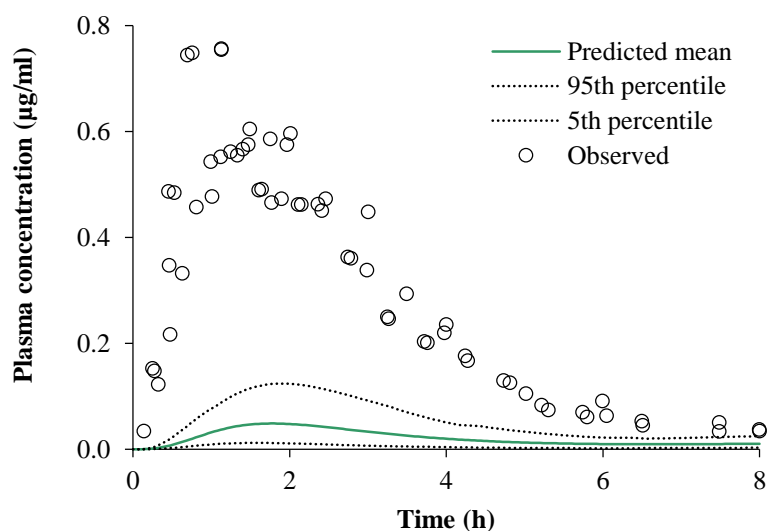 0.8
0.6
0.4
0.2
0.0
Plasma concentration (µg/ml)
Predicted mean
95th percentile
5th percentile
Observed
0 2 4 6 8
Time (h)